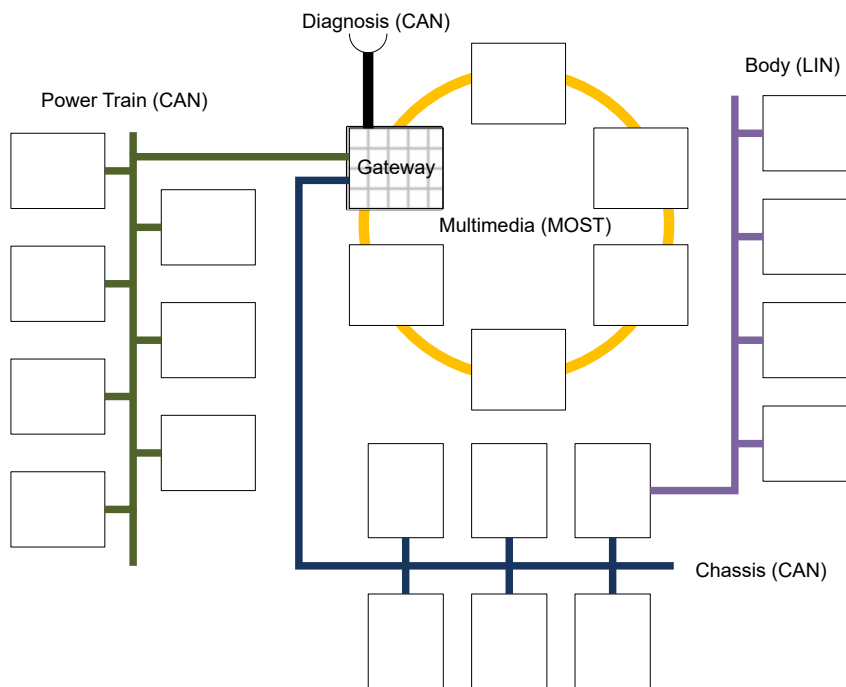 Diagnosis (CAN)
Body (LIN)
Power Train (CAN)
Gateway
Multimedia (MOST)
Chassis (CAN)